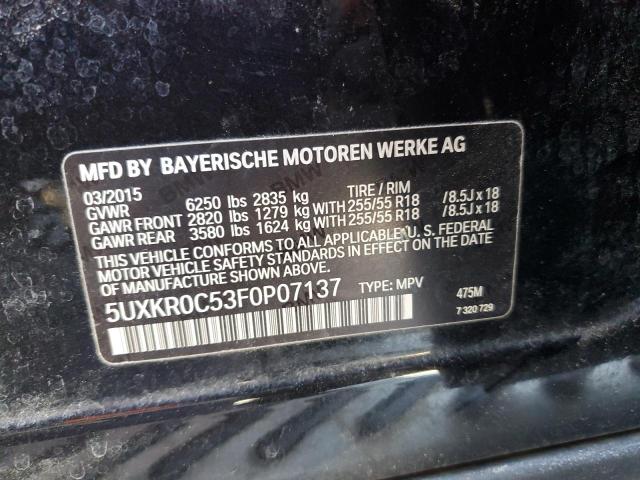 MFD BY BAYERISCHE MOTOREN WERKE AG
03/2015 TIRE / RIM
GVWR 6250 lbs 2835 kg
GAWR FRONT 2820 lbs 1279 kg WITH 255/55 R18 /8.5J x 18
GAWR REAR 3580 lbs 1624 kg WITH 255/55 R18 /8.5J x 18
THIS VEHICLE CONFORMS TO ALL APPLICABLE U. S. FEDERAL
MOTOR VEHICLE SAFETY STANDARDS IN EFFECT ON THE DATE
OF MANUFACTURE SHOWN ABOVE.
5UXKR0C53F0P07137 TYPE: MPV 475M
7 320 729